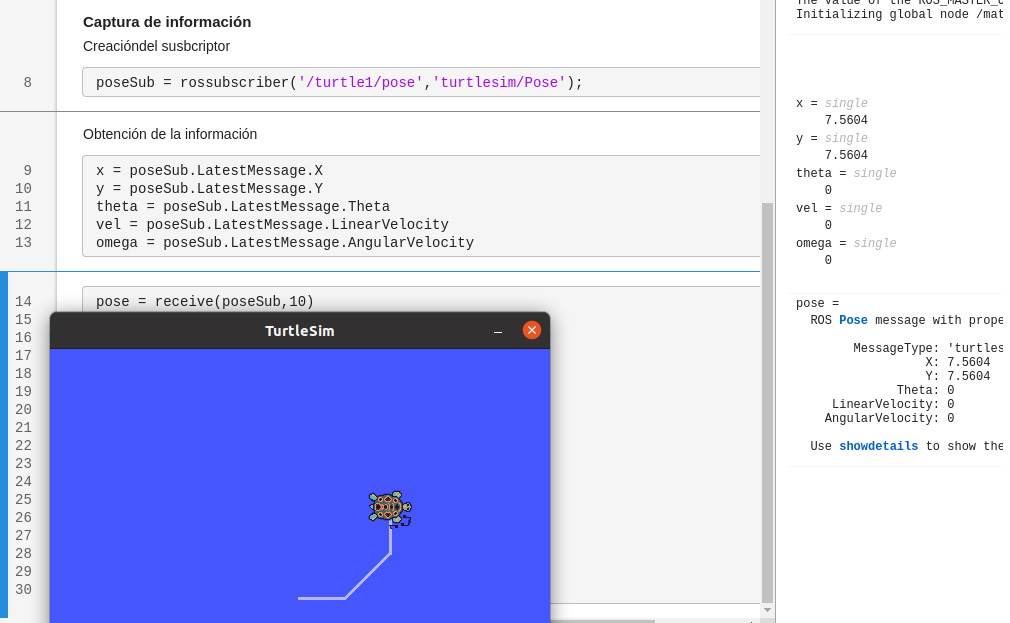 Captura de información
Creacióndel susbcriptor
8 poseSub = rossubscriber('/turtle1/pose','turtlesim/Pose');
Obtención de la información
9 x = poseSub.LatestMessage.X
10 y = poseSub.LatestMessage.Y
11 theta = poseSub.LatestMessage.Theta
12 vel = poseSub.LatestMessage.LinearVelocity
13 omega = poseSub.LatestMessage.AngularVelocity
14 pose = receive(poseSub,10)
15
16
17
18
19
20
21
22
23
24
25
26
27
28
29
30
TurtleSim
The value of the ROS_MASTER_
Initializing global node /mat
x = single
7.5604
y = single
7.5604
theta = single
0
vel = single
0
omega = single
0
pose =
ROS Pose message with prope
MessageType: 'turtles
X: 7.5604
Y: 7.5604
Theta: 0
LinearVelocity: 0
AngularVelocity: 0
Use showdetails to show the